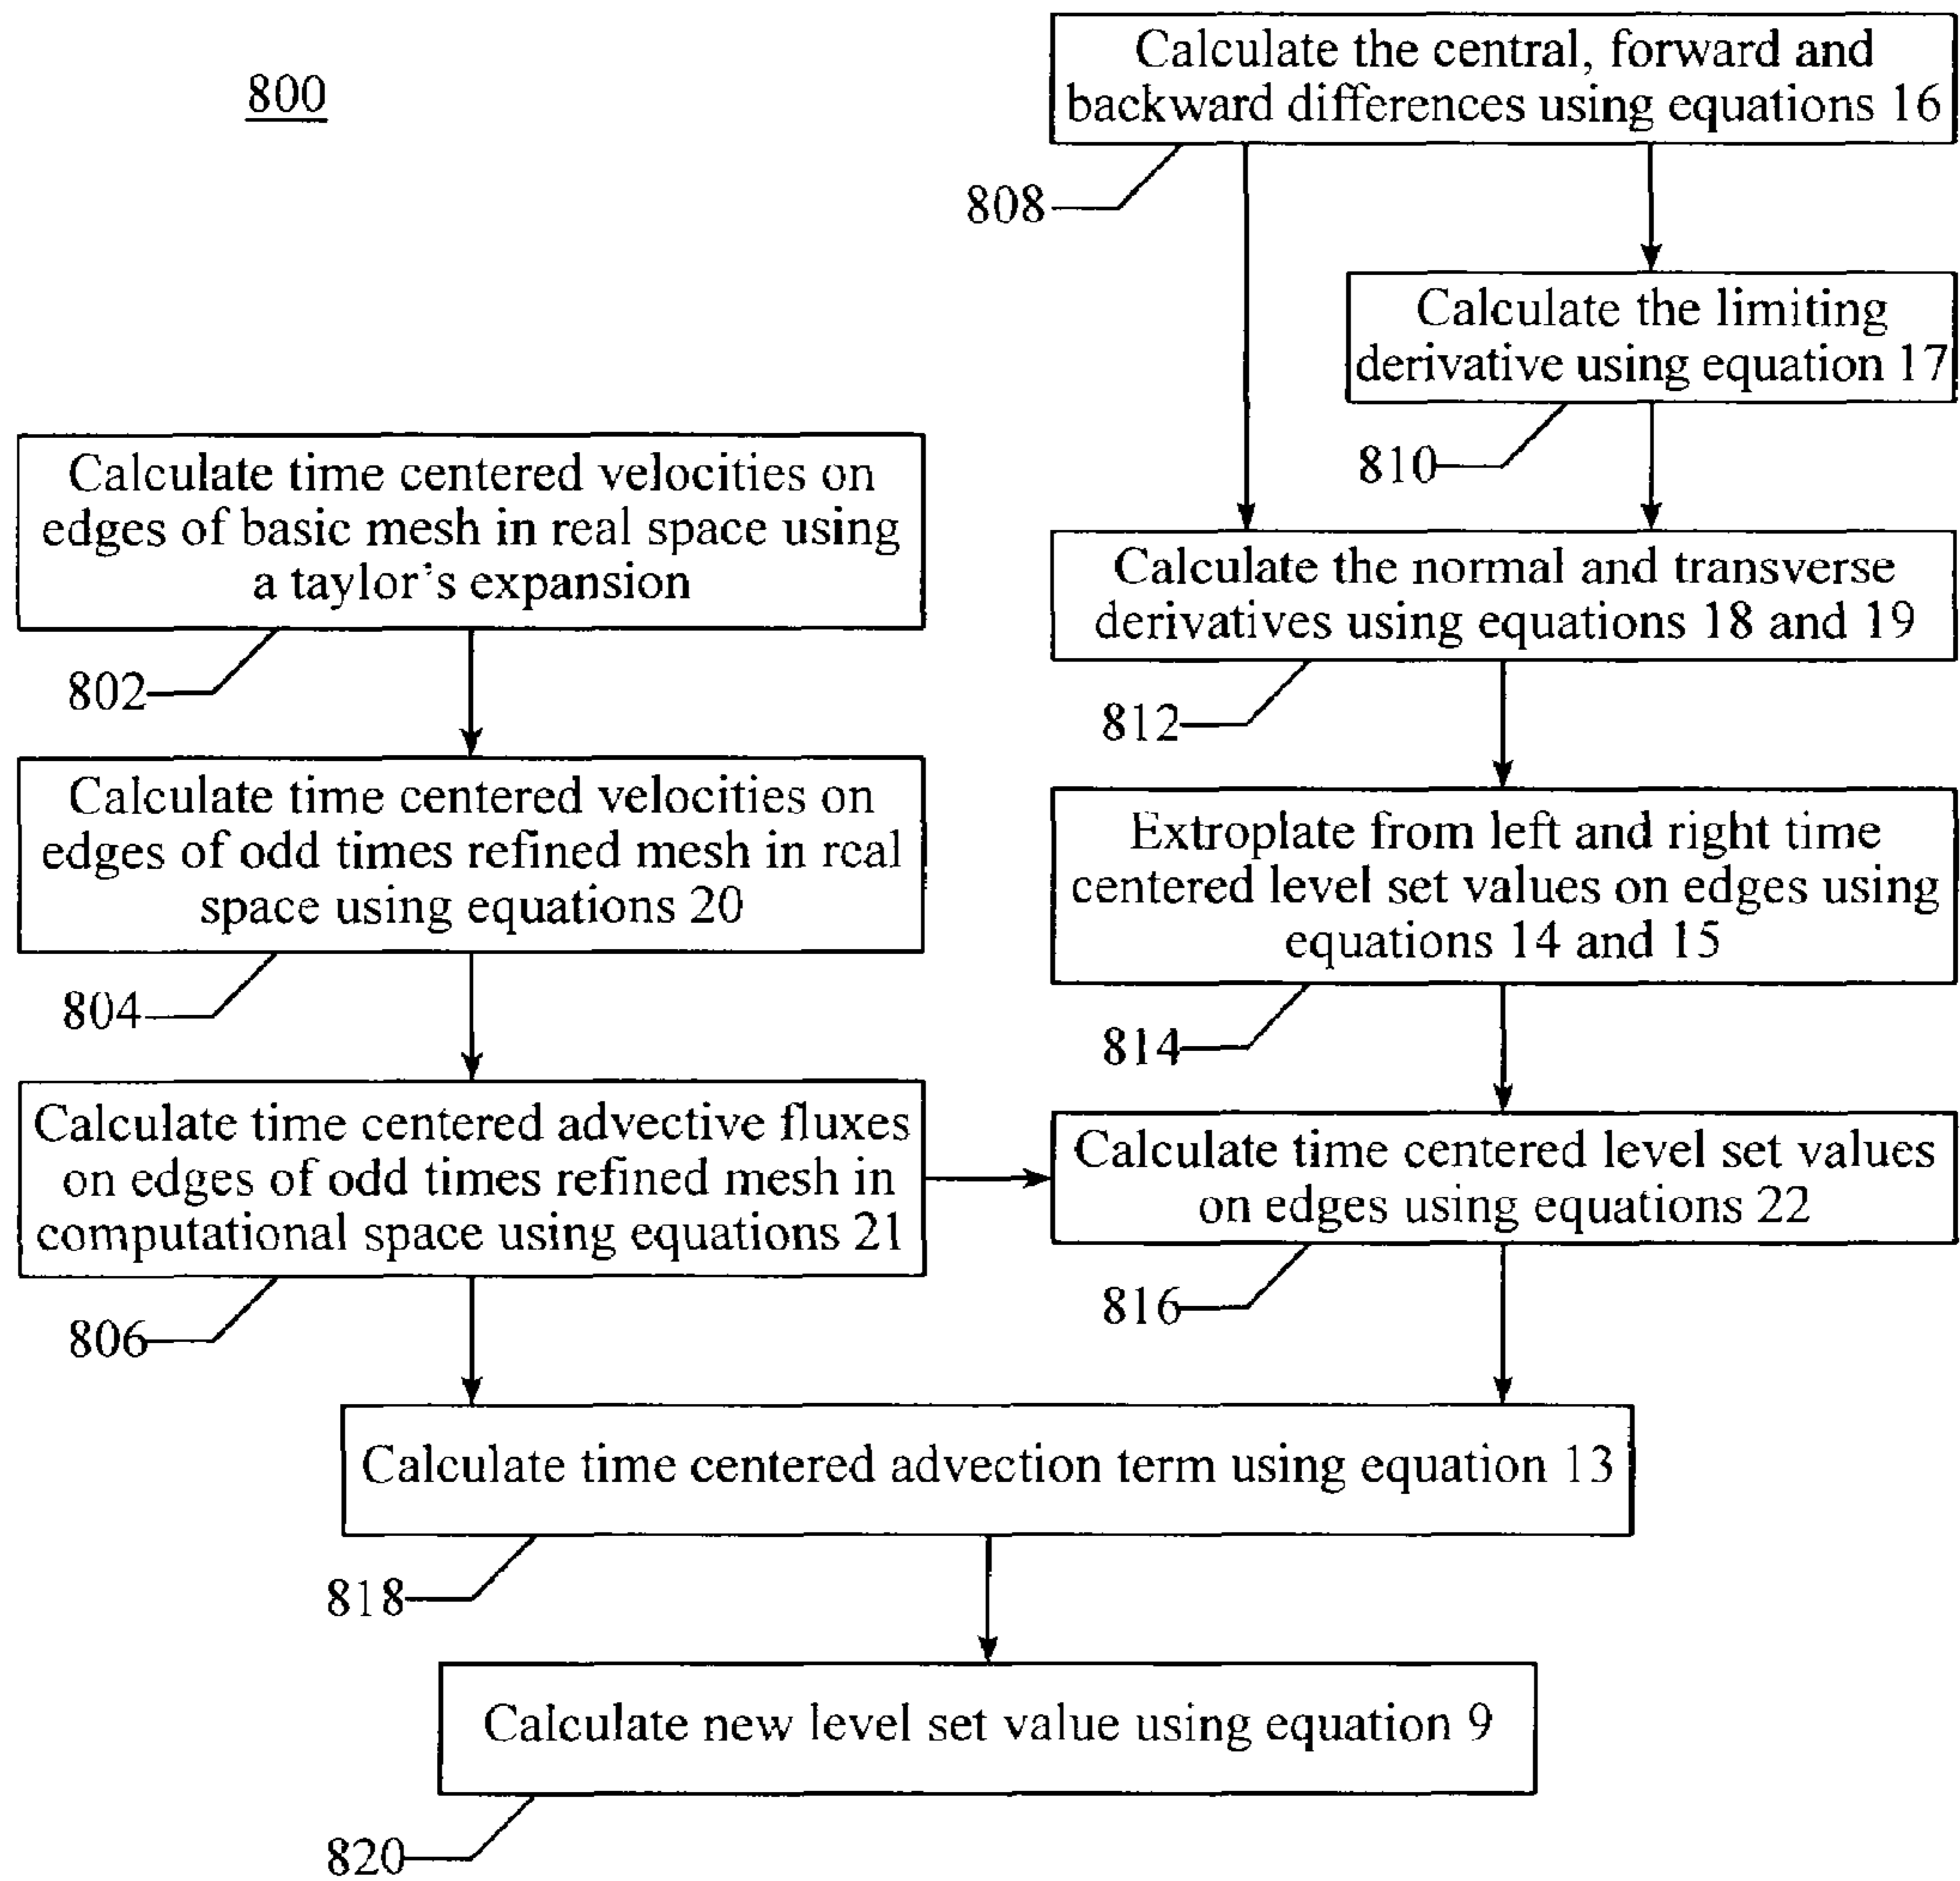 800
Calculate the central, forward and
backward differences using equations 16
808
Calculate the limiting
derivative using equation 17
810
Calculate time centered velocities on
edges of basic mesh in real space using
a taylor's expansion
802
Calculate the normal and transverse
derivatives using equations 18 and 19
812
Calculate time centered velocities on
edges of odd times refined mesh in real
space using equations 20
804
Extroplate from left and right time
centered level set values on edges using
equations 14 and 15
814
Calculate time centered advective fluxes
on edges of odd times refined mesh in
computational space using equations 21
806
Calculate time centered level set values
on edges using equations 22
816
Calculate time centered advection term using equation 13
818
Calculate new level set value using equation 9
820